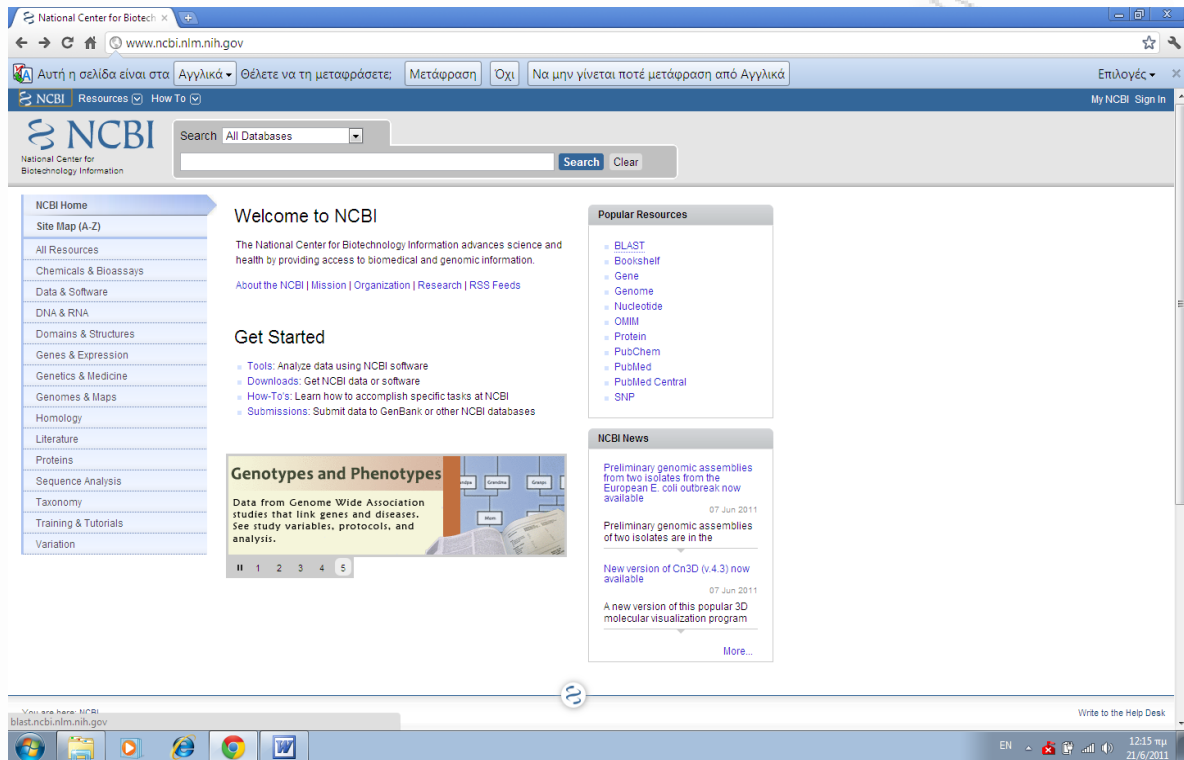 National Center for Biotech
www.ncbi.nlm.nih.gov
Αυτή η σελίδα είναι στα Αγγλικά Θέλετε να τη μεταφράσετε; Μετάφραση Όχι Να μην γίνεται ποτέ μετάφραση από Αγγλικά Επιλογές
NCBI Resources How To My NCBI Sign In
NCBI
National Center for
Biotechnology Information
Search All Databases
Search Clear
NCBI Home
Site Map (A-Z)
All Resources
Chemicals & Bioassays
Data & Software
DNA & RNA
Domains & Structures
Genes & Expression
Genetics & Medicine
Genomes & Maps
Homology
Literature
Proteins
Sequence Analysis
Taxonomy
Training & Tutorials
Variation
Welcome to NCBI
The National Center for Biotechnology Information advances science and
health by providing access to biomedical and genomic information.
About the NCBI | Mission | Organization | Research | RSS Feeds
Get Started
Tools: Analyze data using NCBI software
Downloads: Get NCBI data or software
How-To's: Learn how to accomplish specific tasks at NCBI
Submissions: Submit data to GenBank or other NCBI databases
Genotypes and Phenotypes
Data from Genome Wide Association
studies that link genes and diseases.
See study variables, protocols, and
analysis.
Grandma
Mum
1 2 3 4 5
Popular Resources
BLAST
Bookshelf
Gene
Genome
Nucleotide
OMIM
Protein
PubChem
PubMed
PubMed Central
SNP
NCBI News
Preliminary genomic assemblies
from two isolates from the
European E. coli outbreak now
available
07 Jun 2011
Preliminary genomic assemblies
of two isolates are in the
New version of Cn3D (v.4.3) now
available
07 Jun 2011
A new version of this popular 3D
molecular visualization program
More...
You are here: NCBI
Write to the Help Desk
blast.ncbi.nlm.nih.gov
EN
12:15 πμ
21/6/2011